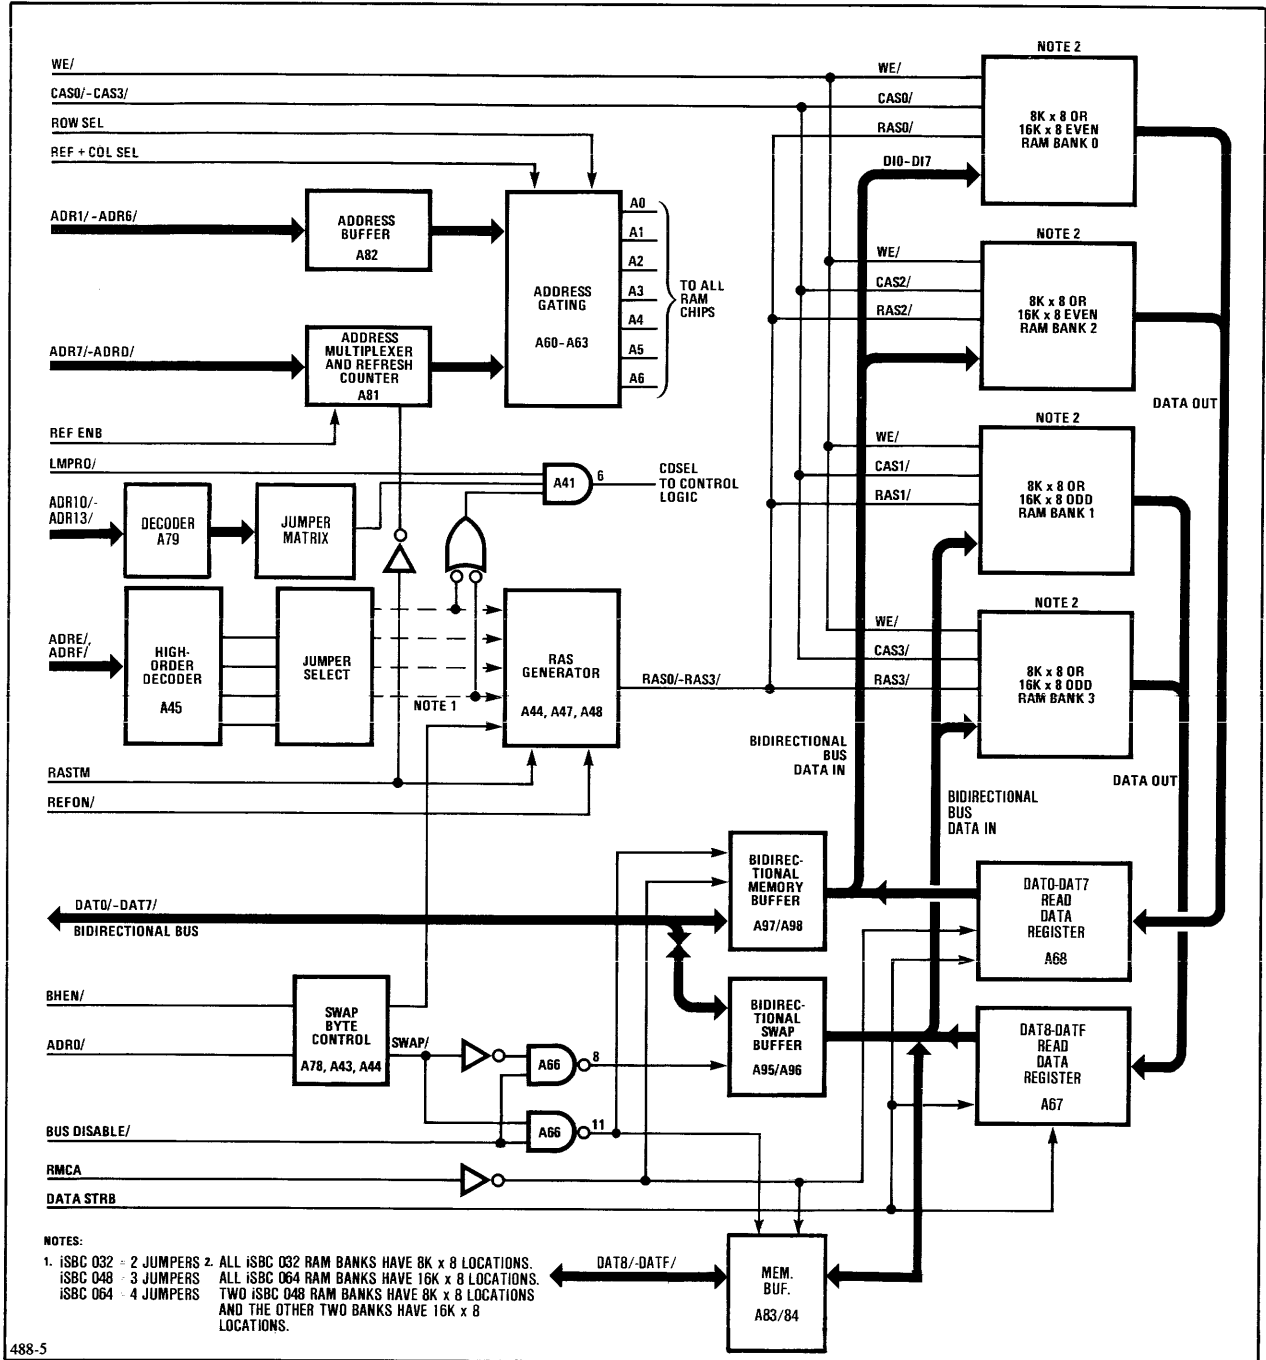 WE/
CAS0/-CAS3/
ROW SEL
REF + COL SEL
ADR1/-ADR6/
ADDRESS
BUFFER
A82
ADR7/-ADRD/
ADDRESS
MULTIPLEXER
AND REFRESH
COUNTER
A81
REF ENB
ADDRESS
GATING
A60-A63
A0
A1
A2
A3
A4
A5
A6
TO ALL
RAM
CHIPS
LMPRO/
ADR10/-
ADR13/
DECODER
A79
JUMPER
MATRIX
A41
6
CDSEL
TO CONTROL
LOGIC
ADRE/,
ADRF/
HIGH-
ORDER
DECODER
A45
JUMPER
SELECT
NOTE 1
RAS
GENERATOR
A44, A47, A48
RAS0/-RAS3/
RASTM
REFON/
NOTE 2
WE/
CAS0/
RAS0/
DI0-DI7
8K x 8 OR
16K x 8 EVEN
RAM BANK 0
NOTE 2
WE/
CAS2/
RAS2/
8K x 8 OR
16K x 8 EVEN
RAM BANK 2
DATA OUT
NOTE 2
WE/
CAS1/
RAS1/
8K x 8 OR
16K x 8 ODD
RAM BANK 1
NOTE 2
WE/
CAS3/
RAS3/
8K x 8 OR
16K x 8 ODD
RAM BANK 3
DATA OUT
BIDIRECTIONAL
BUS
DATA IN
BIDIRECTIONAL
BUS
DATA IN
DAT0/-DAT7/
BIDIRECTIONAL BUS
BIDIREC-
TIONAL
MEMORY
BUFFER
A97/A98
DAT0-DAT7
READ
DATA
REGISTER
A68
BHEN/
ADR0/
SWAP
BYTE
CONTROL
A78, A43, A44
SWAP/
A66
8
BIDIREC-
TIONAL
SWAP
BUFFER
A95/A96
DAT8-DATF
READ
DATA
REGISTER
A67
BUS DISABLE/
A66
11
RMCA
DATA STRB
DAT8/-DATF/
MEM.
BUF.
A83/84
NOTES:
1. iSBC 032 = 2 JUMPERS
iSBC 048 = 3 JUMPERS
iSBC 064 = 4 JUMPERS
2. ALL iSBC 032 RAM BANKS HAVE 8K x 8 LOCATIONS.
ALL iSBC 064 RAM BANKS HAVE 16K x 8 LOCATIONS.
TWO iSBC 048 RAM BANKS HAVE 8K x 8 LOCATIONS
AND THE OTHER TWO BANKS HAVE 16K x 8
LOCATIONS.
488-5